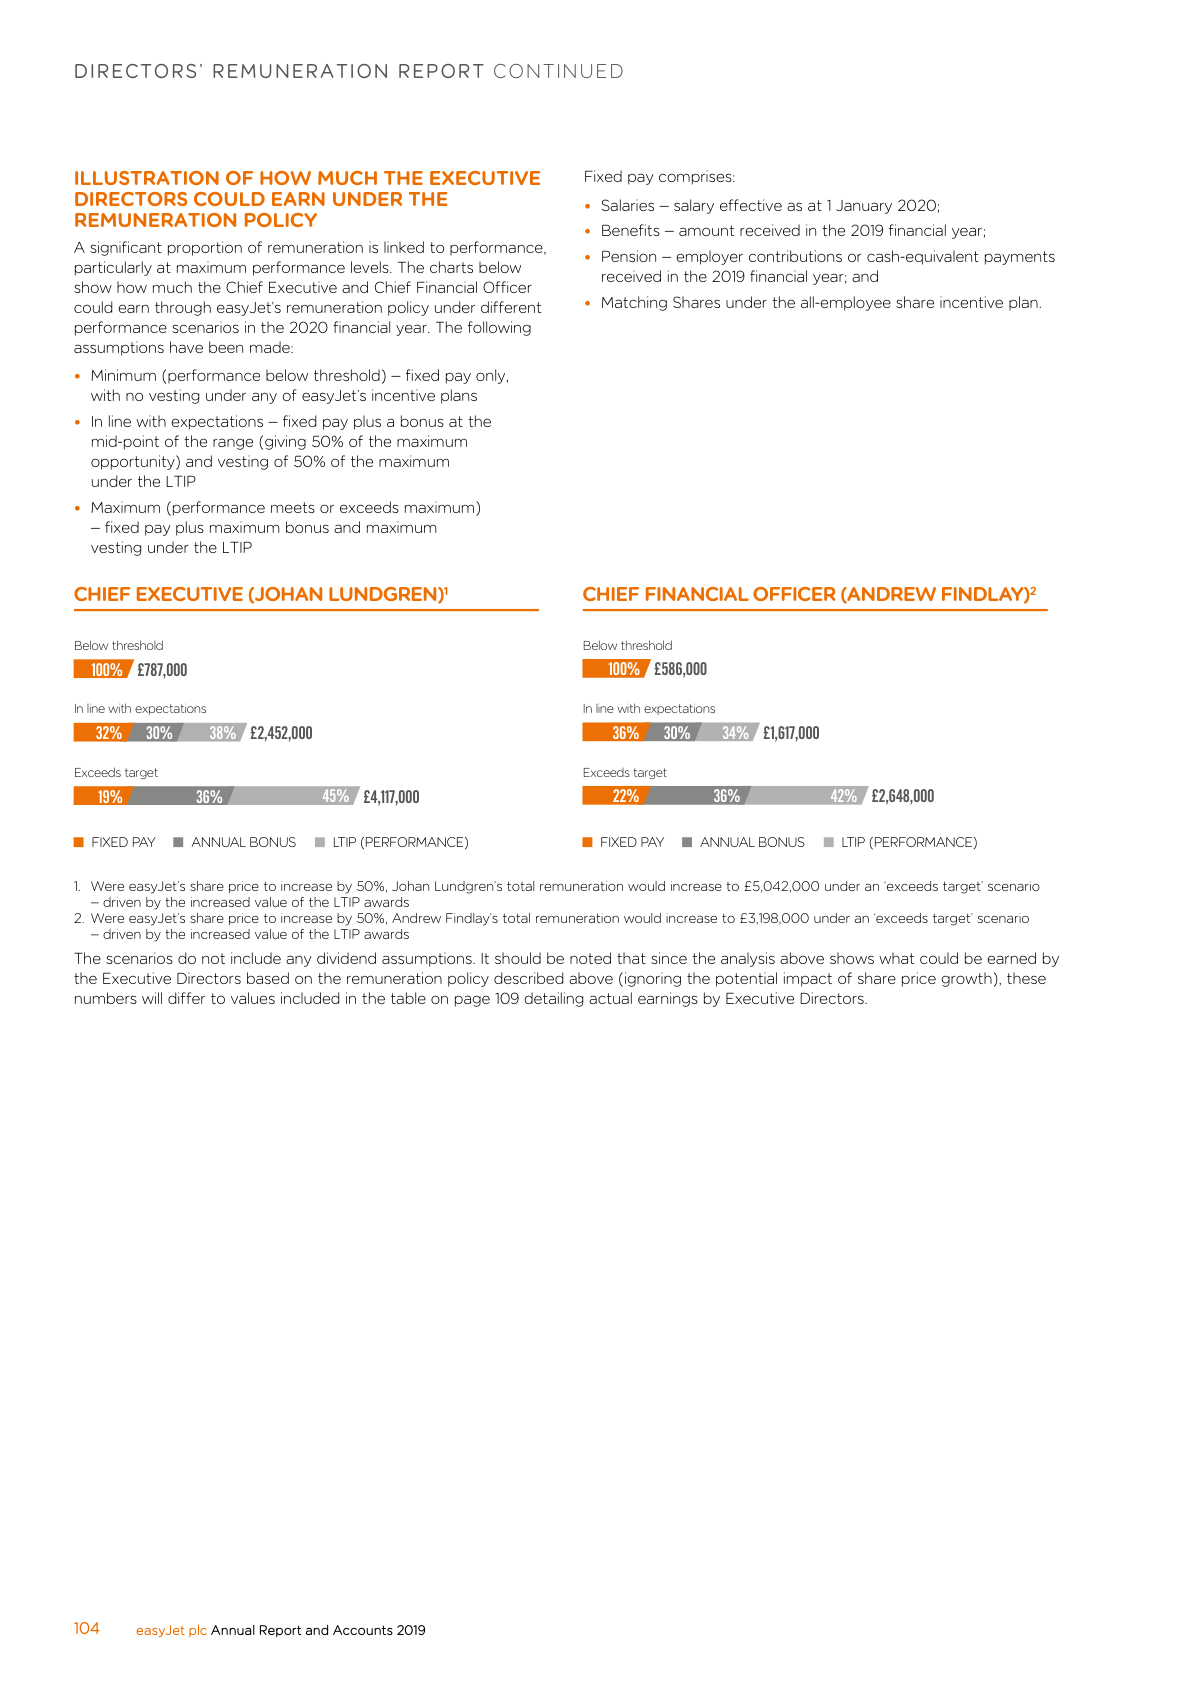 DIRECTORS' REMUNERATION REPORT CONTINUED
ILLUSTRATION OF HOW MUCH THE EXECUTIVE
DIRECTORS COULD EARN UNDER THE
REMUNERATION POLICY
A significant proportion of remuneration is linked to performance,
particularly at maximum performance levels. The charts below
show how much the Chief Executive and Chief Financial Officer
could earn through easyJet's remuneration policy under different
performance scenarios in the 2020 financial year. The following
assumptions have been made:
• Minimum (performance below threshold) – fixed pay only,
with no vesting under any of easyJet's incentive plans
• In line with expectations – fixed pay plus a bonus at the
mid-point of the range (giving 50% of the maximum
opportunity) and vesting of 50% of the maximum
under the LTIP
• Maximum (performance meets or exceeds maximum)
– fixed pay plus maximum bonus and maximum
vesting under the LTIP
Fixed pay comprises:
• Salaries – salary effective as at 1 January 2020;
• Benefits – amount received in the 2019 financial year;
• Pension – employer contributions or cash-equivalent payments
received in the 2019 financial year; and
• Matching Shares under the all-employee share incentive plan.
CHIEF EXECUTIVE (JOHAN LUNDGREN)1
Below threshold
100% £787,000
In line with expectations
32% 30% 38% £2,452,000
Exceeds target
19% 36% 45% £4,117,000
FIXED PAY ANNUAL BONUS LTIP (PERFORMANCE)
CHIEF FINANCIAL OFFICER (ANDREW FINDLAY)2
Below threshold
100% £586,000
In line with expectations
36% 30% 34% £1,617,000
Exceeds target
22% 36% 42% £2,648,000
FIXED PAY ANNUAL BONUS LTIP (PERFORMANCE)
1. Were easyJet's share price to increase by 50%, Johan Lundgren's total remuneration would increase to £5,042,000 under an 'exceeds target' scenario
– driven by the increased value of the LTIP awards
2. Were easyJet's share price to increase by 50%, Andrew Findlay's total remuneration would increase to £3,198,000 under an 'exceeds target' scenario
– driven by the increased value of the LTIP awards
The scenarios do not include any dividend assumptions. It should be noted that since the analysis above shows what could be earned by
the Executive Directors based on the remuneration policy described above (ignoring the potential impact of share price growth), these
numbers will differ to values included in the table on page 109 detailing actual earnings by Executive Directors.
104 easyJet plc Annual Report and Accounts 2019